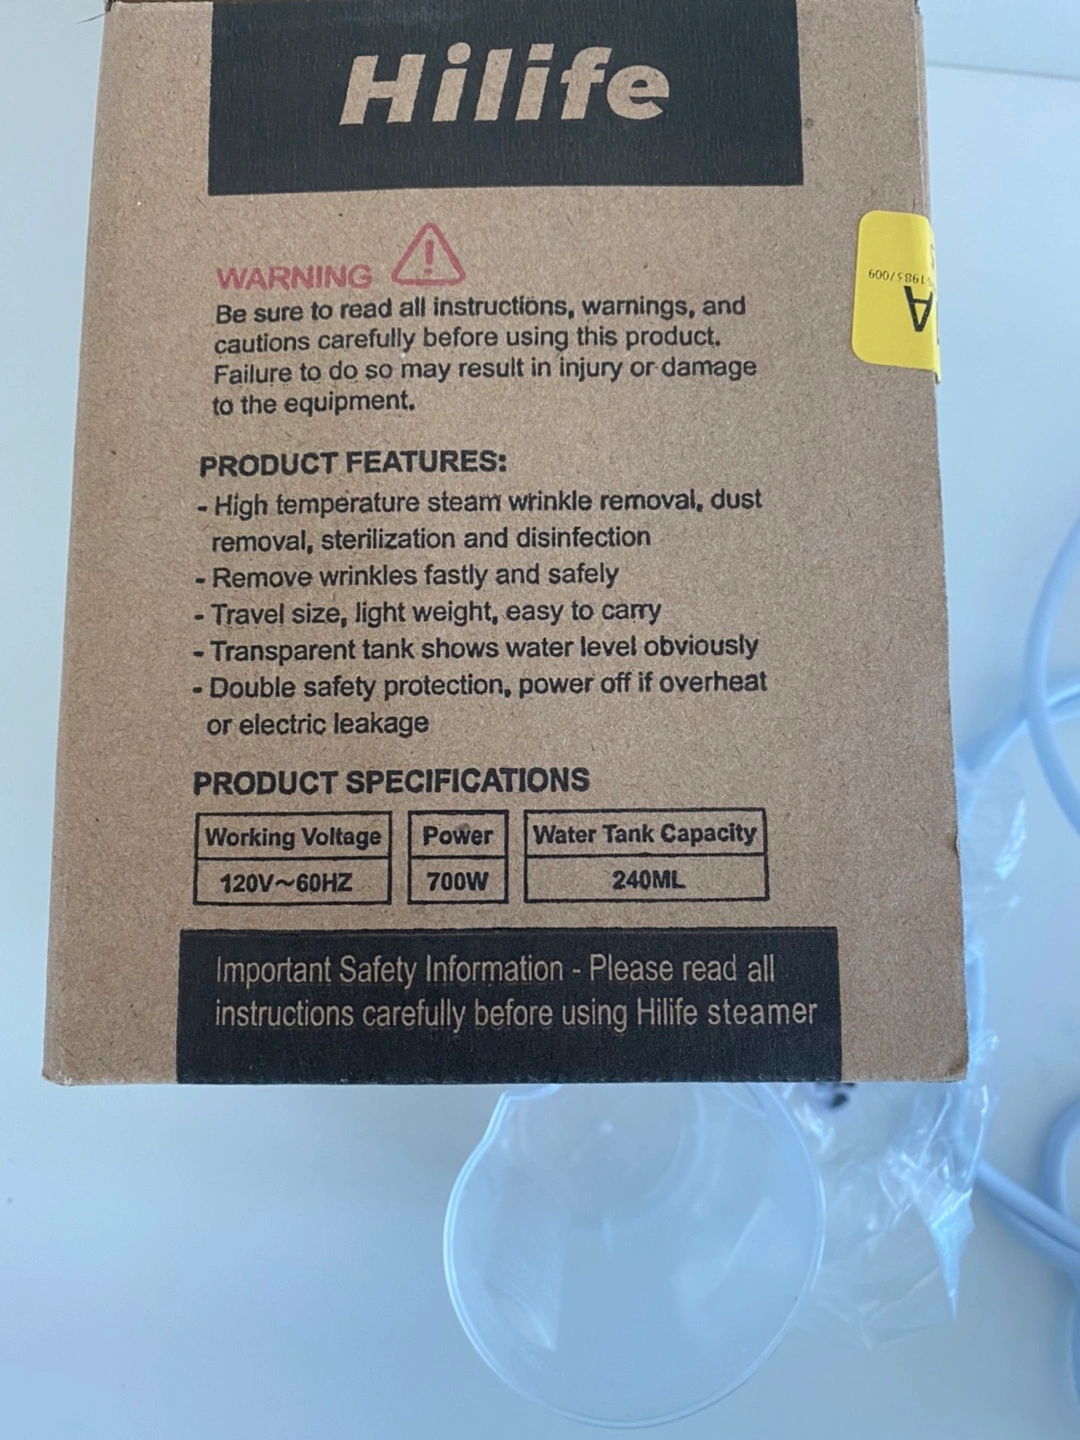 Hilife
WARNING
Be sure to read all instructions, warnings, and
cautions carefully before using this product.
Failure to do so may result in injury or damage
to the equipment.
PRODUCT FEATURES:
- High temperature steam wrinkle removal, dust
removal, sterilization and disinfection
- Remove wrinkles fastly and safely
- Travel size, light weight, easy to carry
- Transparent tank shows water level obviously
- Double safety protection, power off if overheat
or electric leakage
PRODUCT SPECIFICATIONS
Working Voltage Power Water Tank Capacity
120V~60HZ 700W 240ML
Important Safety Information - Please read all
instructions carefully before using Hilife steamer